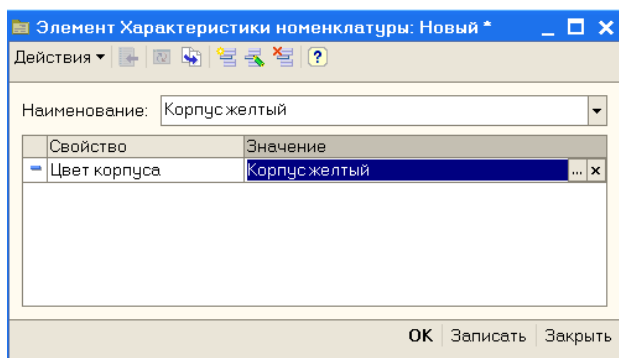 Элемент Характеристики номенклатуры: Новый *
Действия
Наименование: Корпус желтый
Свойство Значение
Цвет корпуса Корпус желтый ... x
OK Записать Закрыть